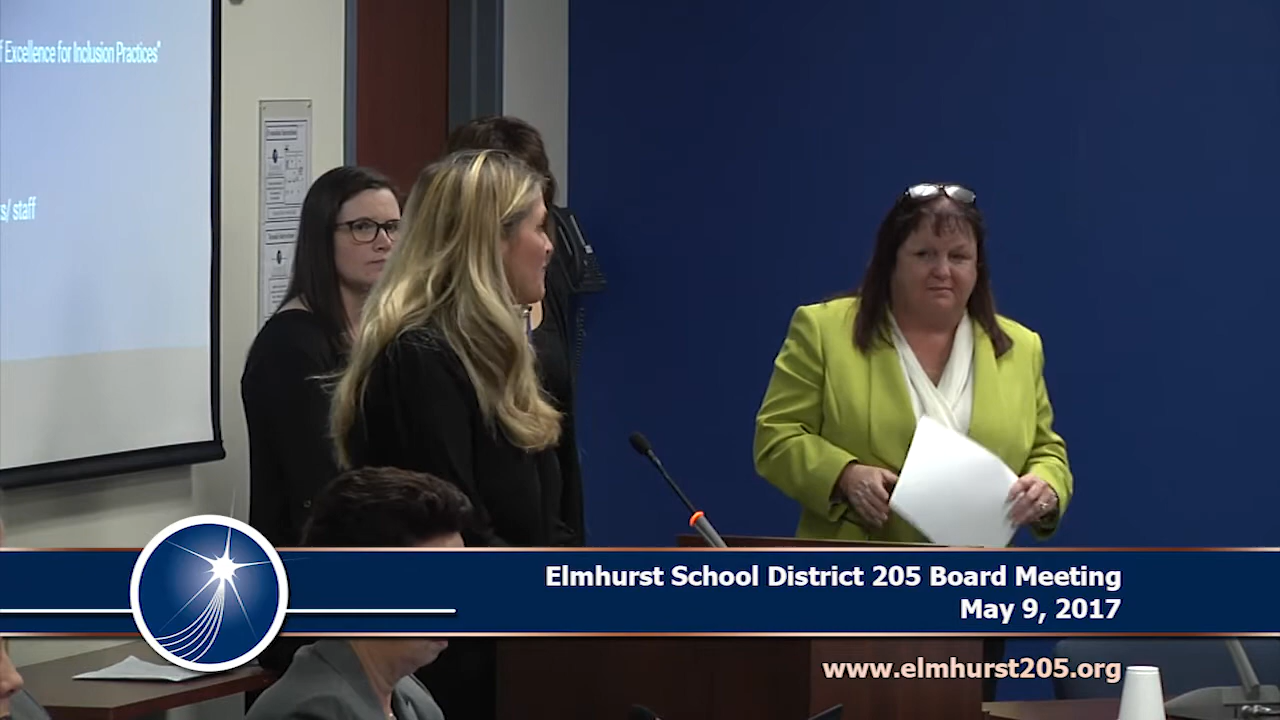 f Excellence for Inclusion Practices"
s/ staff
Elmhurst School District 205 Board Meeting
May 9, 2017
www.elmhurst205.org